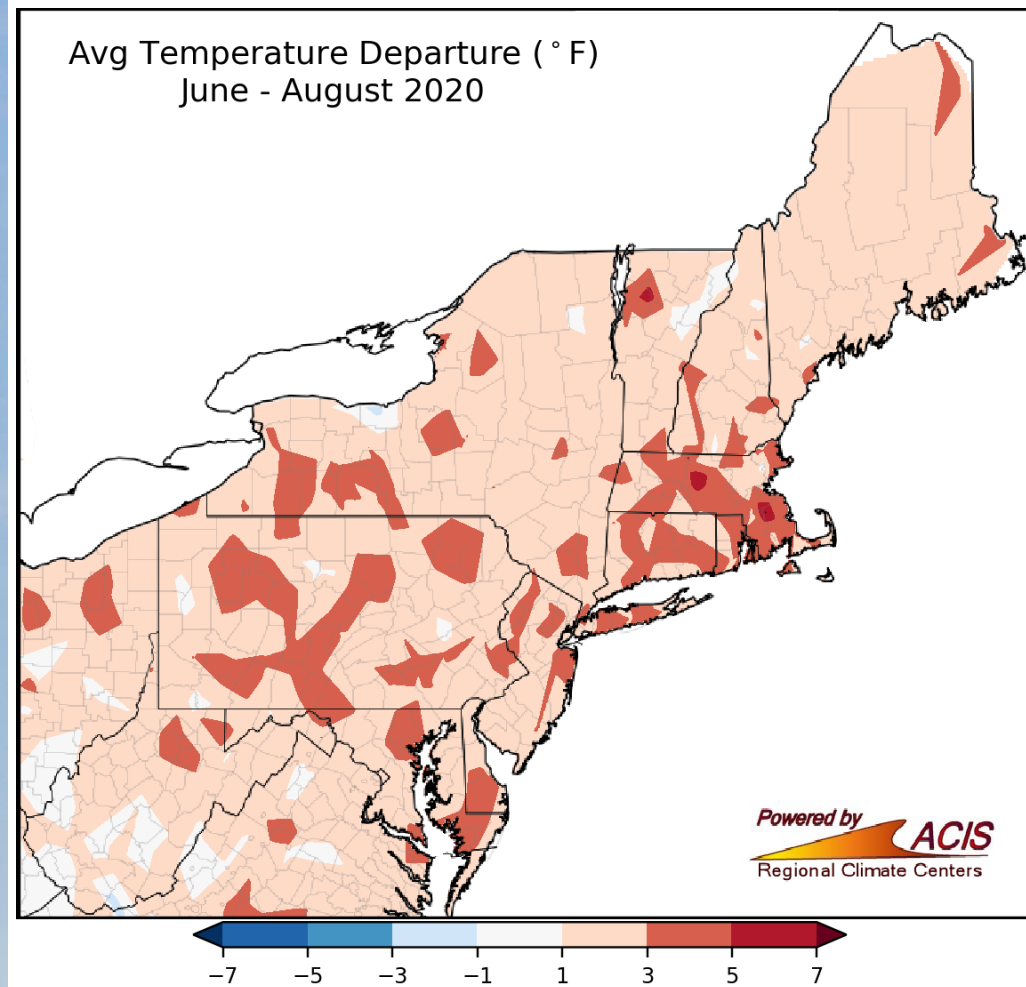 Avg Temperature Departure (°F)
June - August 2020
Powered by
ACIS
Regional Climate Centers
−7 −5 −3 −1 1 3 5 7